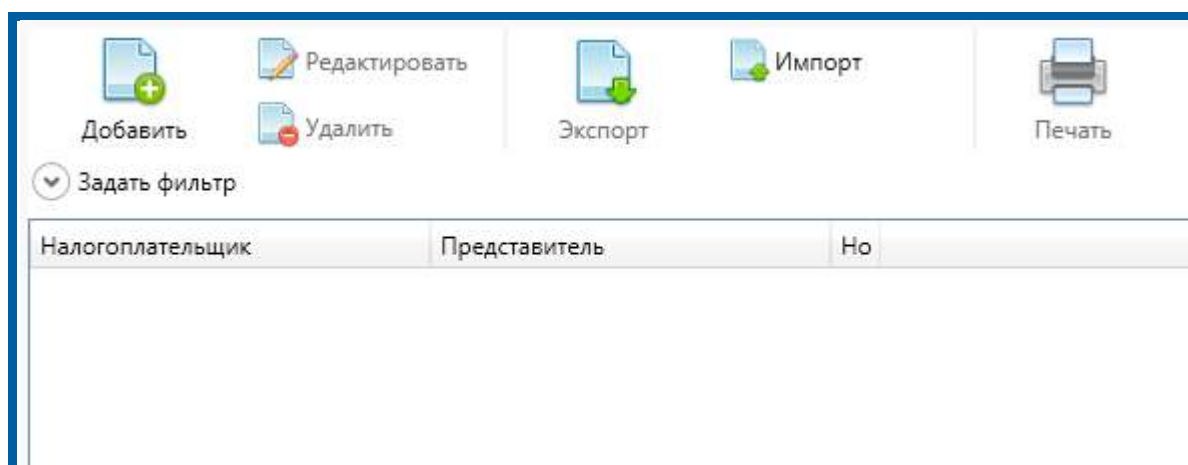 Добавить
Редактировать
Удалить
Экспорт
Импорт
Печать
Задать фильтр
Налогоплательщик Представитель Но